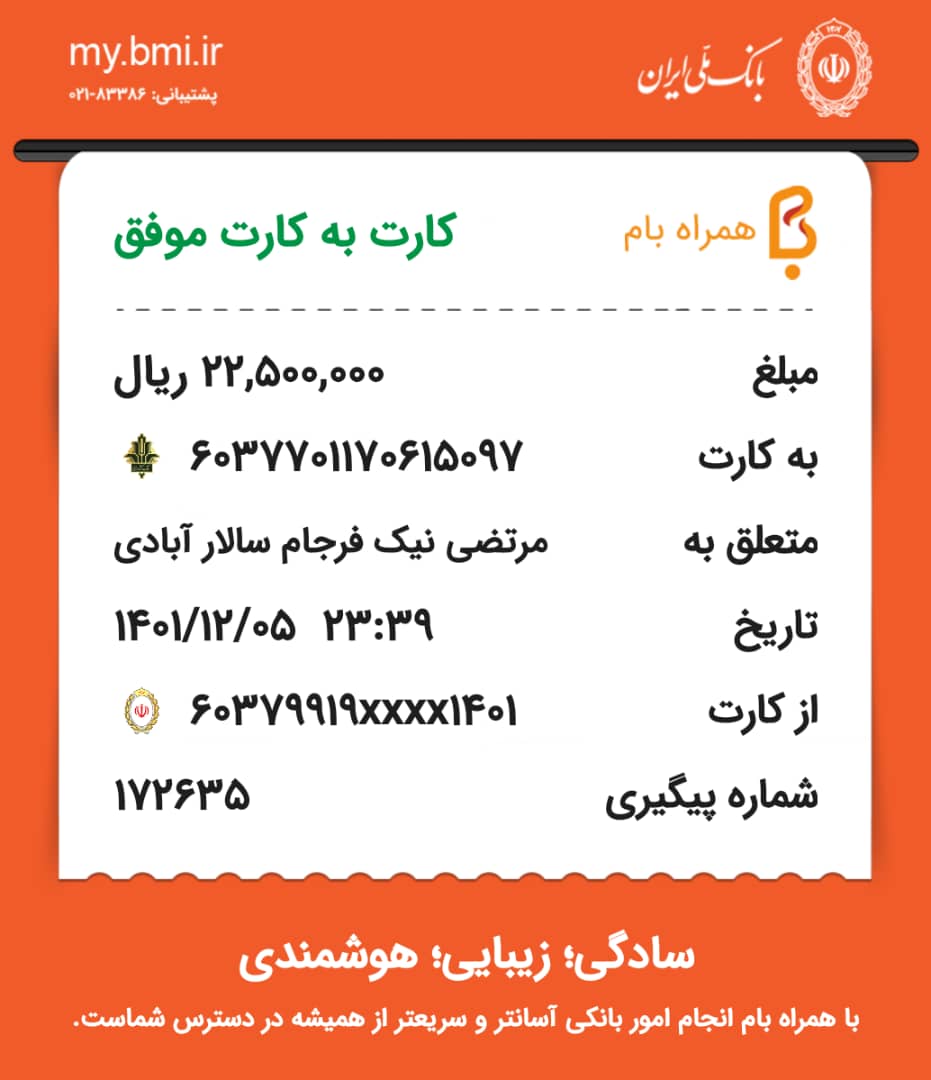 بانک ملّی ایران
my.bmi.ir
پشتیبانی: ۸۳۳۸۶-۰۲۱
همراه بام
کارت به کارت موفق
مبلغ ۲۲,۵۰۰,۰۰۰ ریال
به کارت ۶۰۳۷۷۰۱۱۷۰۶۱۵۰۹۷
متعلق به مرتضی نیک فرجام سالار آبادی
تاریخ ۱۴۰۱/۱۲/۰۵ ۲۳:۳۹
از کارت ۶۰۳۷۹۹۱۹xxxx۱۴۰۱
شماره پیگیری ۱۷۲۶۳۵
سادگی؛ زیبایی؛ هوشمندی
با همراه بام انجام امور بانکی آسانتر و سریعتر از همیشه در دسترس شماست.